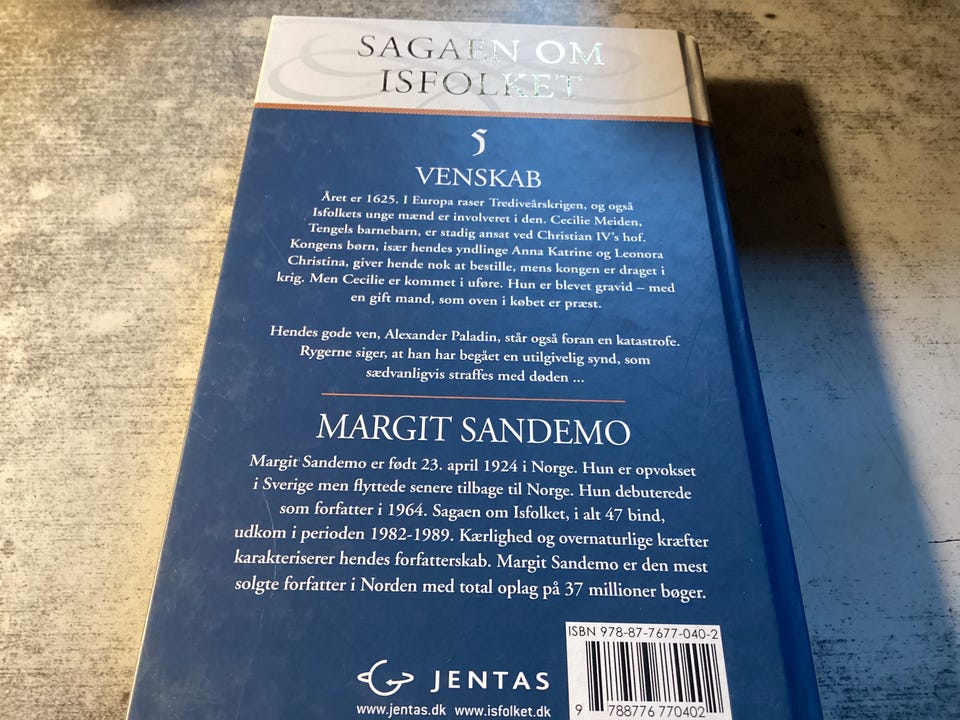 SAGAEN OM
ISFOLKET
5
VENSKAB
Året er 1625. I Europa raser Trediveårskrigen, og også
Isfolkets unge mænd er involveret i den. Cecilie Meiden,
Tengels barnebarn, er stadig ansat ved Christian IV's hof.
Kongens børn, især hendes yndlinge Anna Katrine og Leonora
Christina, giver hende nok at bestille, mens kongen er draget i
krig. Men Cecilie er kommet i uføre. Hun er blevet gravid – med
en gift mand, som oven i købet er præst.
Hendes gode ven, Alexander Paladin, står også foran en katastrofe.
Rygerne siger, at han har begået en utilgivelig synd, som
sædvanligvis straffes med døden ...
MARGIT SANDEMO
Margit Sandemo er født 23. april 1924 i Norge. Hun er opvokset
i Sverige men flyttede senere tilbage til Norge. Hun debuterede
som forfatter i 1964. Sagaen om Isfolket, i alt 47 bind,
udkom i perioden 1982-1989. Kærlighed og overnaturlige kræfter
karakteriserer hendes forfatterskab. Margit Sandemo er den mest
solgte forfatter i Norden med total oplag på 37 millioner bøger.
ISBN 978-87-7677-040-2
JENTAS
www.jentas.dk www.isfolket.dk
9 788776 770402